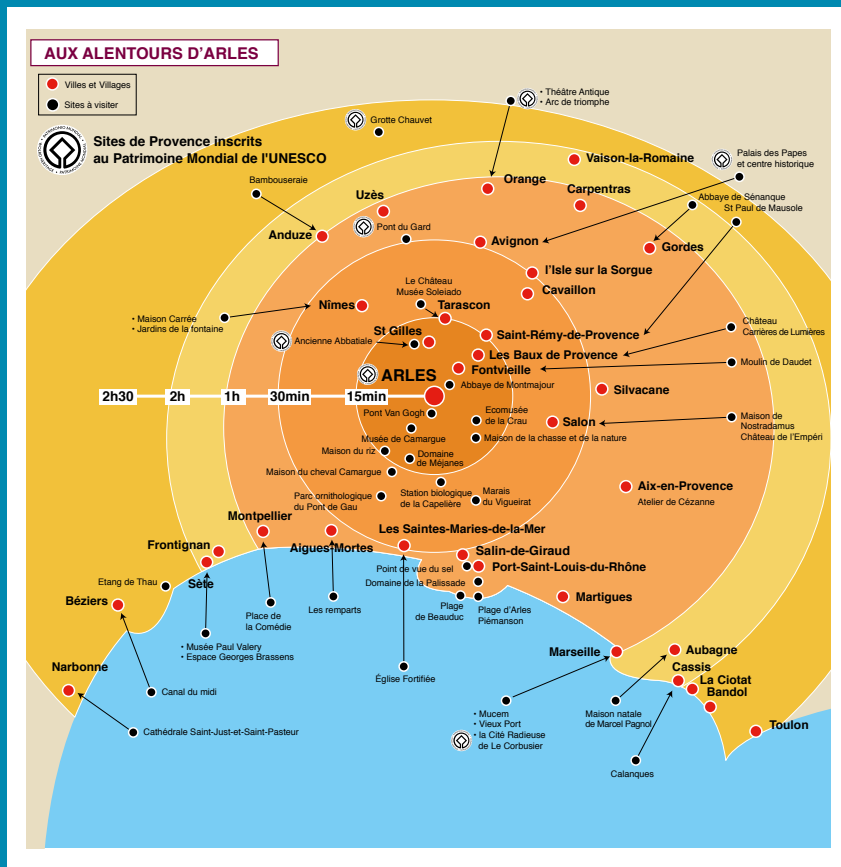 AUX ALENTOURS D'ARLES
Villes et Villages
Sites à visiter
Sites de Provence inscrits
au Patrimoine Mondial de l'UNESCO
• Théâtre Antique
• Arc de triomphe
Grotte Chauvet
Vaison-la-Romaine
Palais des Papes
et centre historique
Bambouseraie
Orange
Carpentras
Abbaye de Sénanque
St Paul de Mausole
Uzès
Pont du Gard
Anduze
Avignon
Gordes
l'Isle sur la Sorgue
Le Château
Musée Soleiado
Cavaillon
Nîmes
Tarascon
• Maison Carrée
• Jardins de la fontaine
St Gilles
Saint-Rémy-de-Provence
Château
Carrières de Lumières
Ancienne Abbatiale
Les Baux de Provence
Fontvieille
Moulin de Daudet
ARLES
Abbaye de Montmajour
Silvacane
2h30
2h
1h
30min
15min
Pont Van Gogh
Ecomusée
de la Crau
Salon
Maison de
Nostradamus
Château de l'Empéri
Musée de Camargue
Maison de la chasse et de la nature
Maison du riz
Domaine
de Méjanes
Maison du cheval Camargue
Aix-en-Provence
Atelier de Cézanne
Parc ornithologique
du Pont de Gau
Station biologique
de la Capelière
Marais
du Vigueirat
Montpellier
Les Saintes-Maries-de-la-Mer
Frontignan
Aigues-Mortes
Salin-de-Giraud
Point de vue du sel
Port-Saint-Louis-du-Rhône
Etang de Thau
Sète
Domaine de la Palissade
Béziers
Place de
la Comédie
Les remparts
Plage
de Beauduc
Plage d'Arles
Piémanson
Martigues
• Musée Paul Valery
• Espace Georges Brassens
Marseille
Aubagne
Narbonne
Cassis
Église Fortifiée
La Ciotat
Canal du midi
Bandol
• Mucem
• Vieux Port
• la Cité Radieuse
de Le Corbusier
Maison natale
de Marcel Pagnol
Toulon
Cathédrale Saint-Just-et-Saint-Pasteur
Calanques